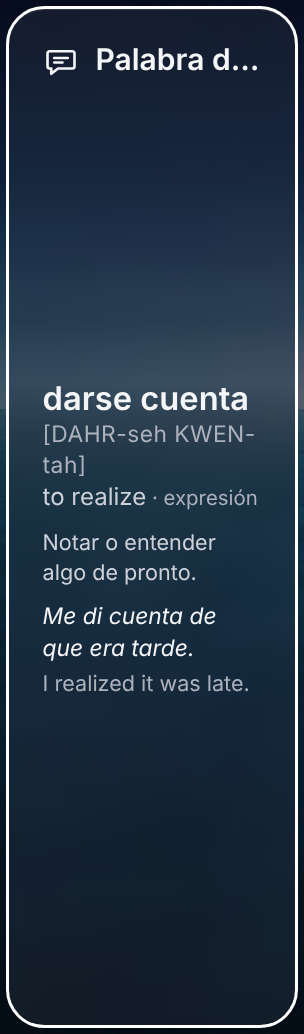 Palabra d...
darse cuenta
[DAHR-seh KWEN-
tah]
to realize · expresión
Notar o entender
algo de pronto.
Me di cuenta de
que era tarde.
I realized it was late.